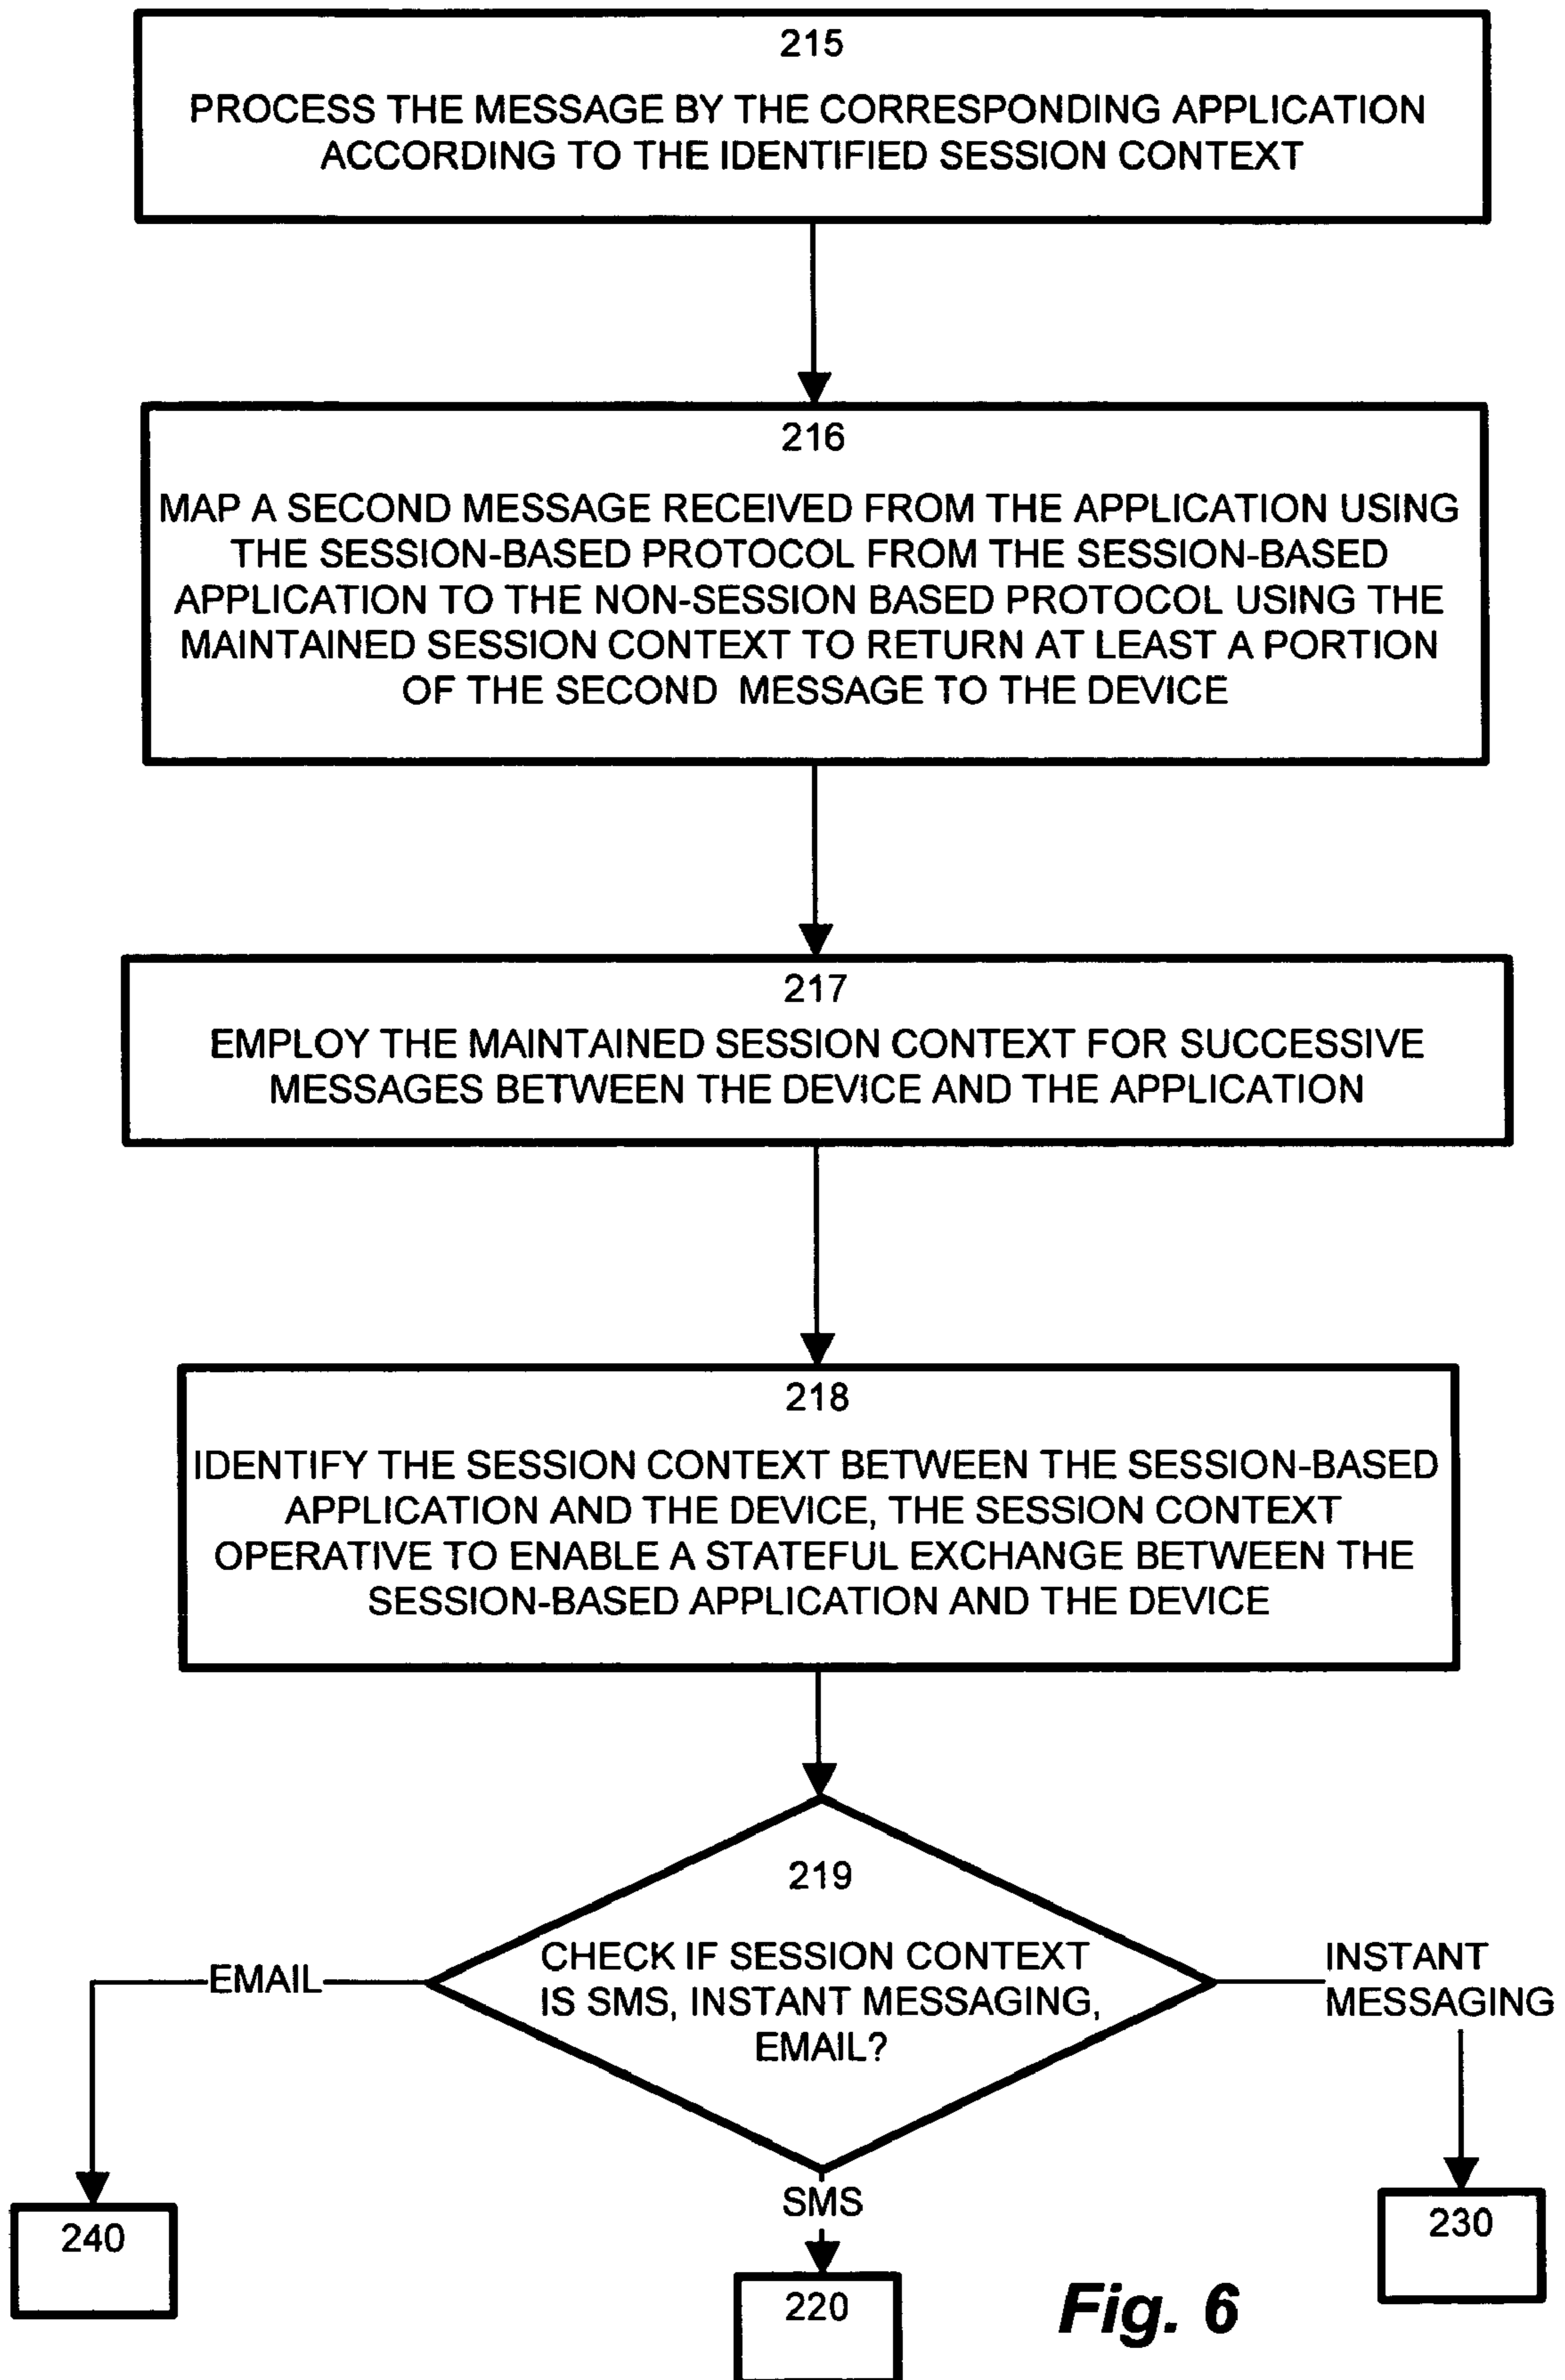 215
PROCESS THE MESSAGE BY THE CORRESPONDING APPLICATION
ACCORDING TO THE IDENTIFIED SESSION CONTEXT
216
MAP A SECOND MESSAGE RECEIVED FROM THE APPLICATION USING
THE SESSION-BASED PROTOCOL FROM THE SESSION-BASED
APPLICATION TO THE NON-SESSION BASED PROTOCOL USING THE
MAINTAINED SESSION CONTEXT TO RETURN AT LEAST A PORTION
OF THE SECOND MESSAGE TO THE DEVICE
217
EMPLOY THE MAINTAINED SESSION CONTEXT FOR SUCCESSIVE
MESSAGES BETWEEN THE DEVICE AND THE APPLICATION
218
IDENTIFY THE SESSION CONTEXT BETWEEN THE SESSION-BASED
APPLICATION AND THE DEVICE, THE SESSION CONTEXT
OPERATIVE TO ENABLE A STATEFUL EXCHANGE BETWEEN THE
SESSION-BASED APPLICATION AND THE DEVICE
219
CHECK IF SESSION CONTEXT
IS SMS, INSTANT MESSAGING,
EMAIL?
EMAIL
INSTANT
MESSAGING
SMS
240
230
220
Fig. 6